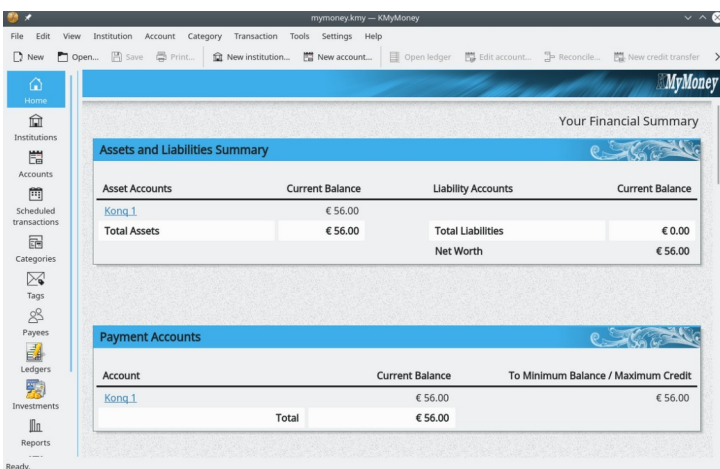 mymoney.kmy — KMyMoney
File Edit View Institution Account Category Transaction Tools Settings Help
New Open... Save Print... New institution... New account... Open ledger Edit account... Reconcile... New credit transfer
Home
Institutions
Accounts
Scheduled
transactions
Categories
Tags
Payees
Ledgers
Investments
Reports
KMyMoney
Your Financial Summary
Assets and Liabilities Summary
Asset Accounts Current Balance Liability Accounts Current Balance
Konq 1 € 56.00
Total Assets € 56.00 Total Liabilities € 0.00
Net Worth € 56.00
Payment Accounts
Account Current Balance To Minimum Balance / Maximum Credit
Konq 1 € 56.00 € 56.00
Total € 56.00
Ready.